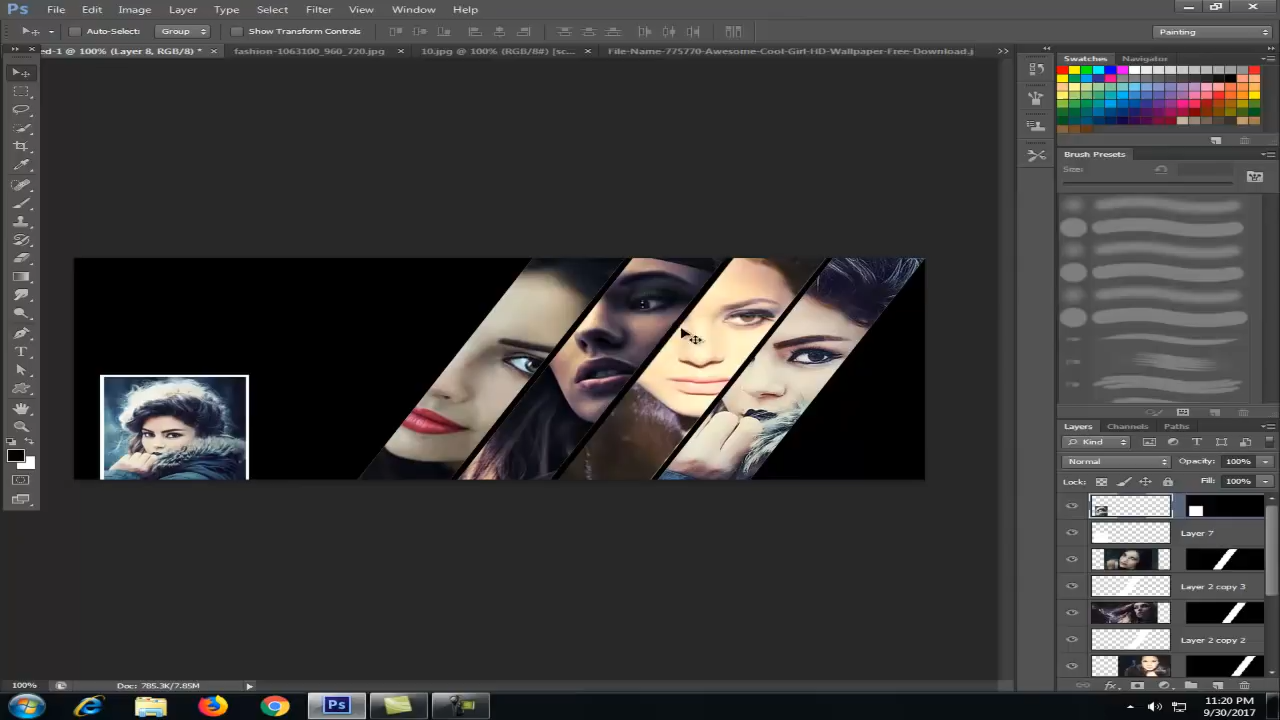 Ps File Edit Image Layer Type Select Filter View Window Help
Auto-Select: Group Show Transform Controls Painting
ed-1 @ 100% (Layer 8, RGB/8) * × fashion-1063100_960_720.jpg × 10.jpg @ 100% (RGB/8#) [sc... × File-Name-775770-Awesome-Cool-Girl-HD-Wallpaper-Free-Download.j
Swatches Navigator
Brush Presets
Size:
Layers Channels Paths
Kind
Normal Opacity: 100%
Lock: Fill: 100%
Layer 7
Layer 2 copy 3
Layer 2 copy 2
100% Doc: 785.3K/7.85M
Ps
11:20 PM
9/30/2017